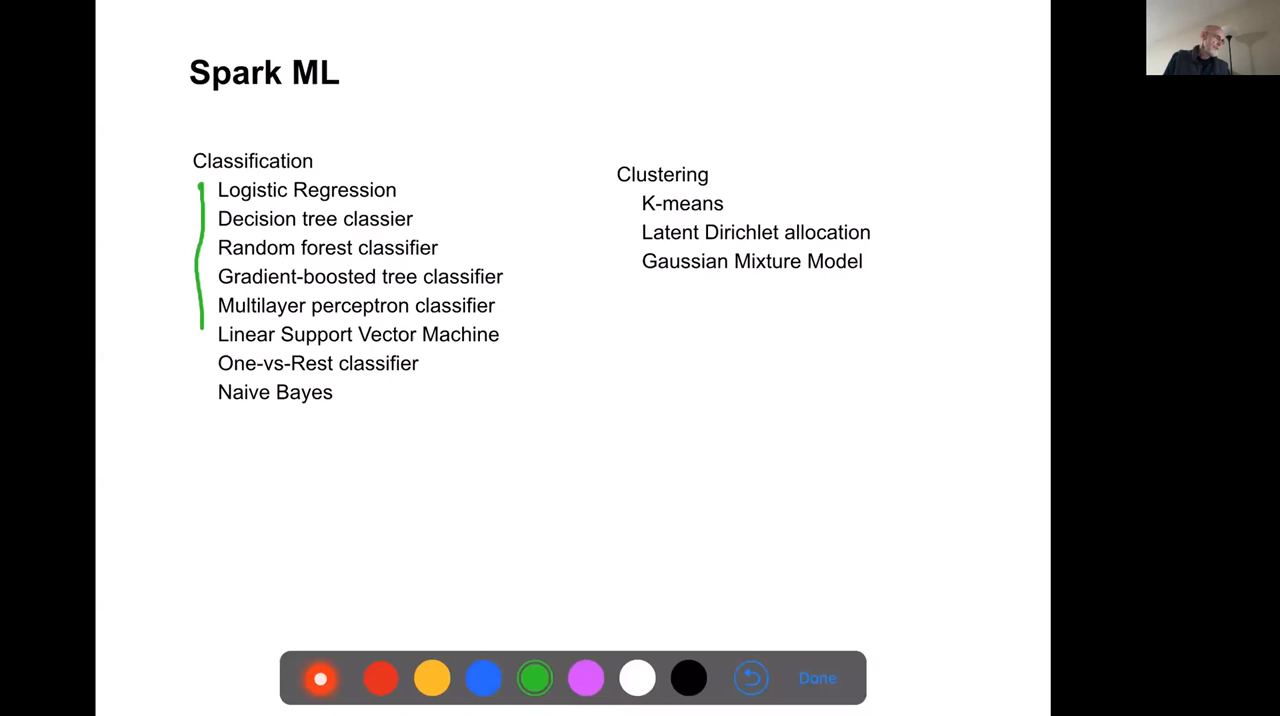 Spark ML
Classification
Logistic Regression
Decision tree classier
Random forest classifier
Gradient-boosted tree classifier
Multilayer perceptron classifier
Linear Support Vector Machine
One-vs-Rest classifier
Naive Bayes
Clustering
K-means
Latent Dirichlet allocation
Gaussian Mixture Model
Done